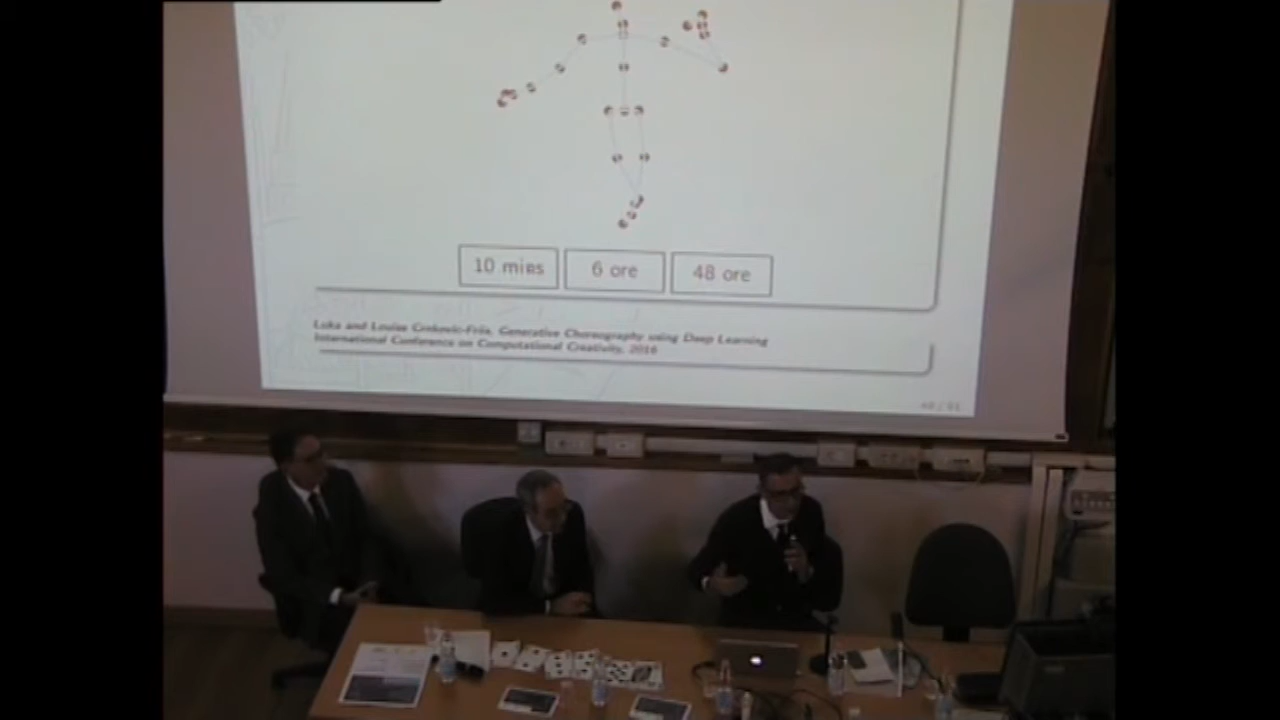 10 mins
6 ore
48 ore
Luka and Louise Crnkovic-Friis, Generative Choreography using Deep Learning
International Conference on Computational Creativity, 2016